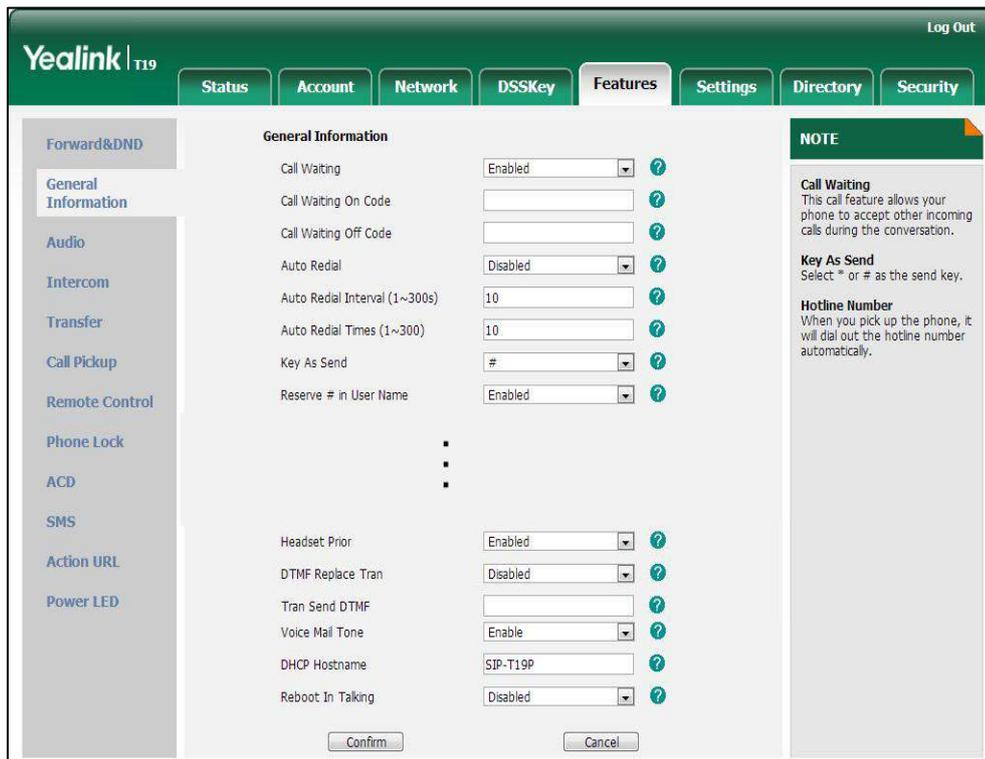 Log Out
Yealink T19
Status Account Network DSSKey Features Settings Directory Security
Forward&DND
General
Information
Audio
Intercom
Transfer
Call Pickup
Remote Control
Phone Lock
ACD
SMS
Action URL
Power LED
General Information
Call Waiting Enabled ?
Call Waiting On Code ?
Call Waiting Off Code ?
Auto Redial Disabled ?
Auto Redial Interval (1~300s) 10 ?
Auto Redial Times (1~300) 10 ?
Key As Send # ?
Reserve # in User Name Enabled ?
Headset Prior Enabled ?
DTMF Replace Tran Disabled ?
Tran Send DTMF ?
Voice Mail Tone Enable ?
DHCP Hostname SIP-T19P ?
Reboot In Talking Disabled ?
Confirm Cancel
NOTE
Call Waiting
This call feature allows your
phone to accept other incoming
calls during the conversation.
Key As Send
Select * or # as the send key.
Hotline Number
When you pick up the phone, it
will dial out the hotline number
automatically.